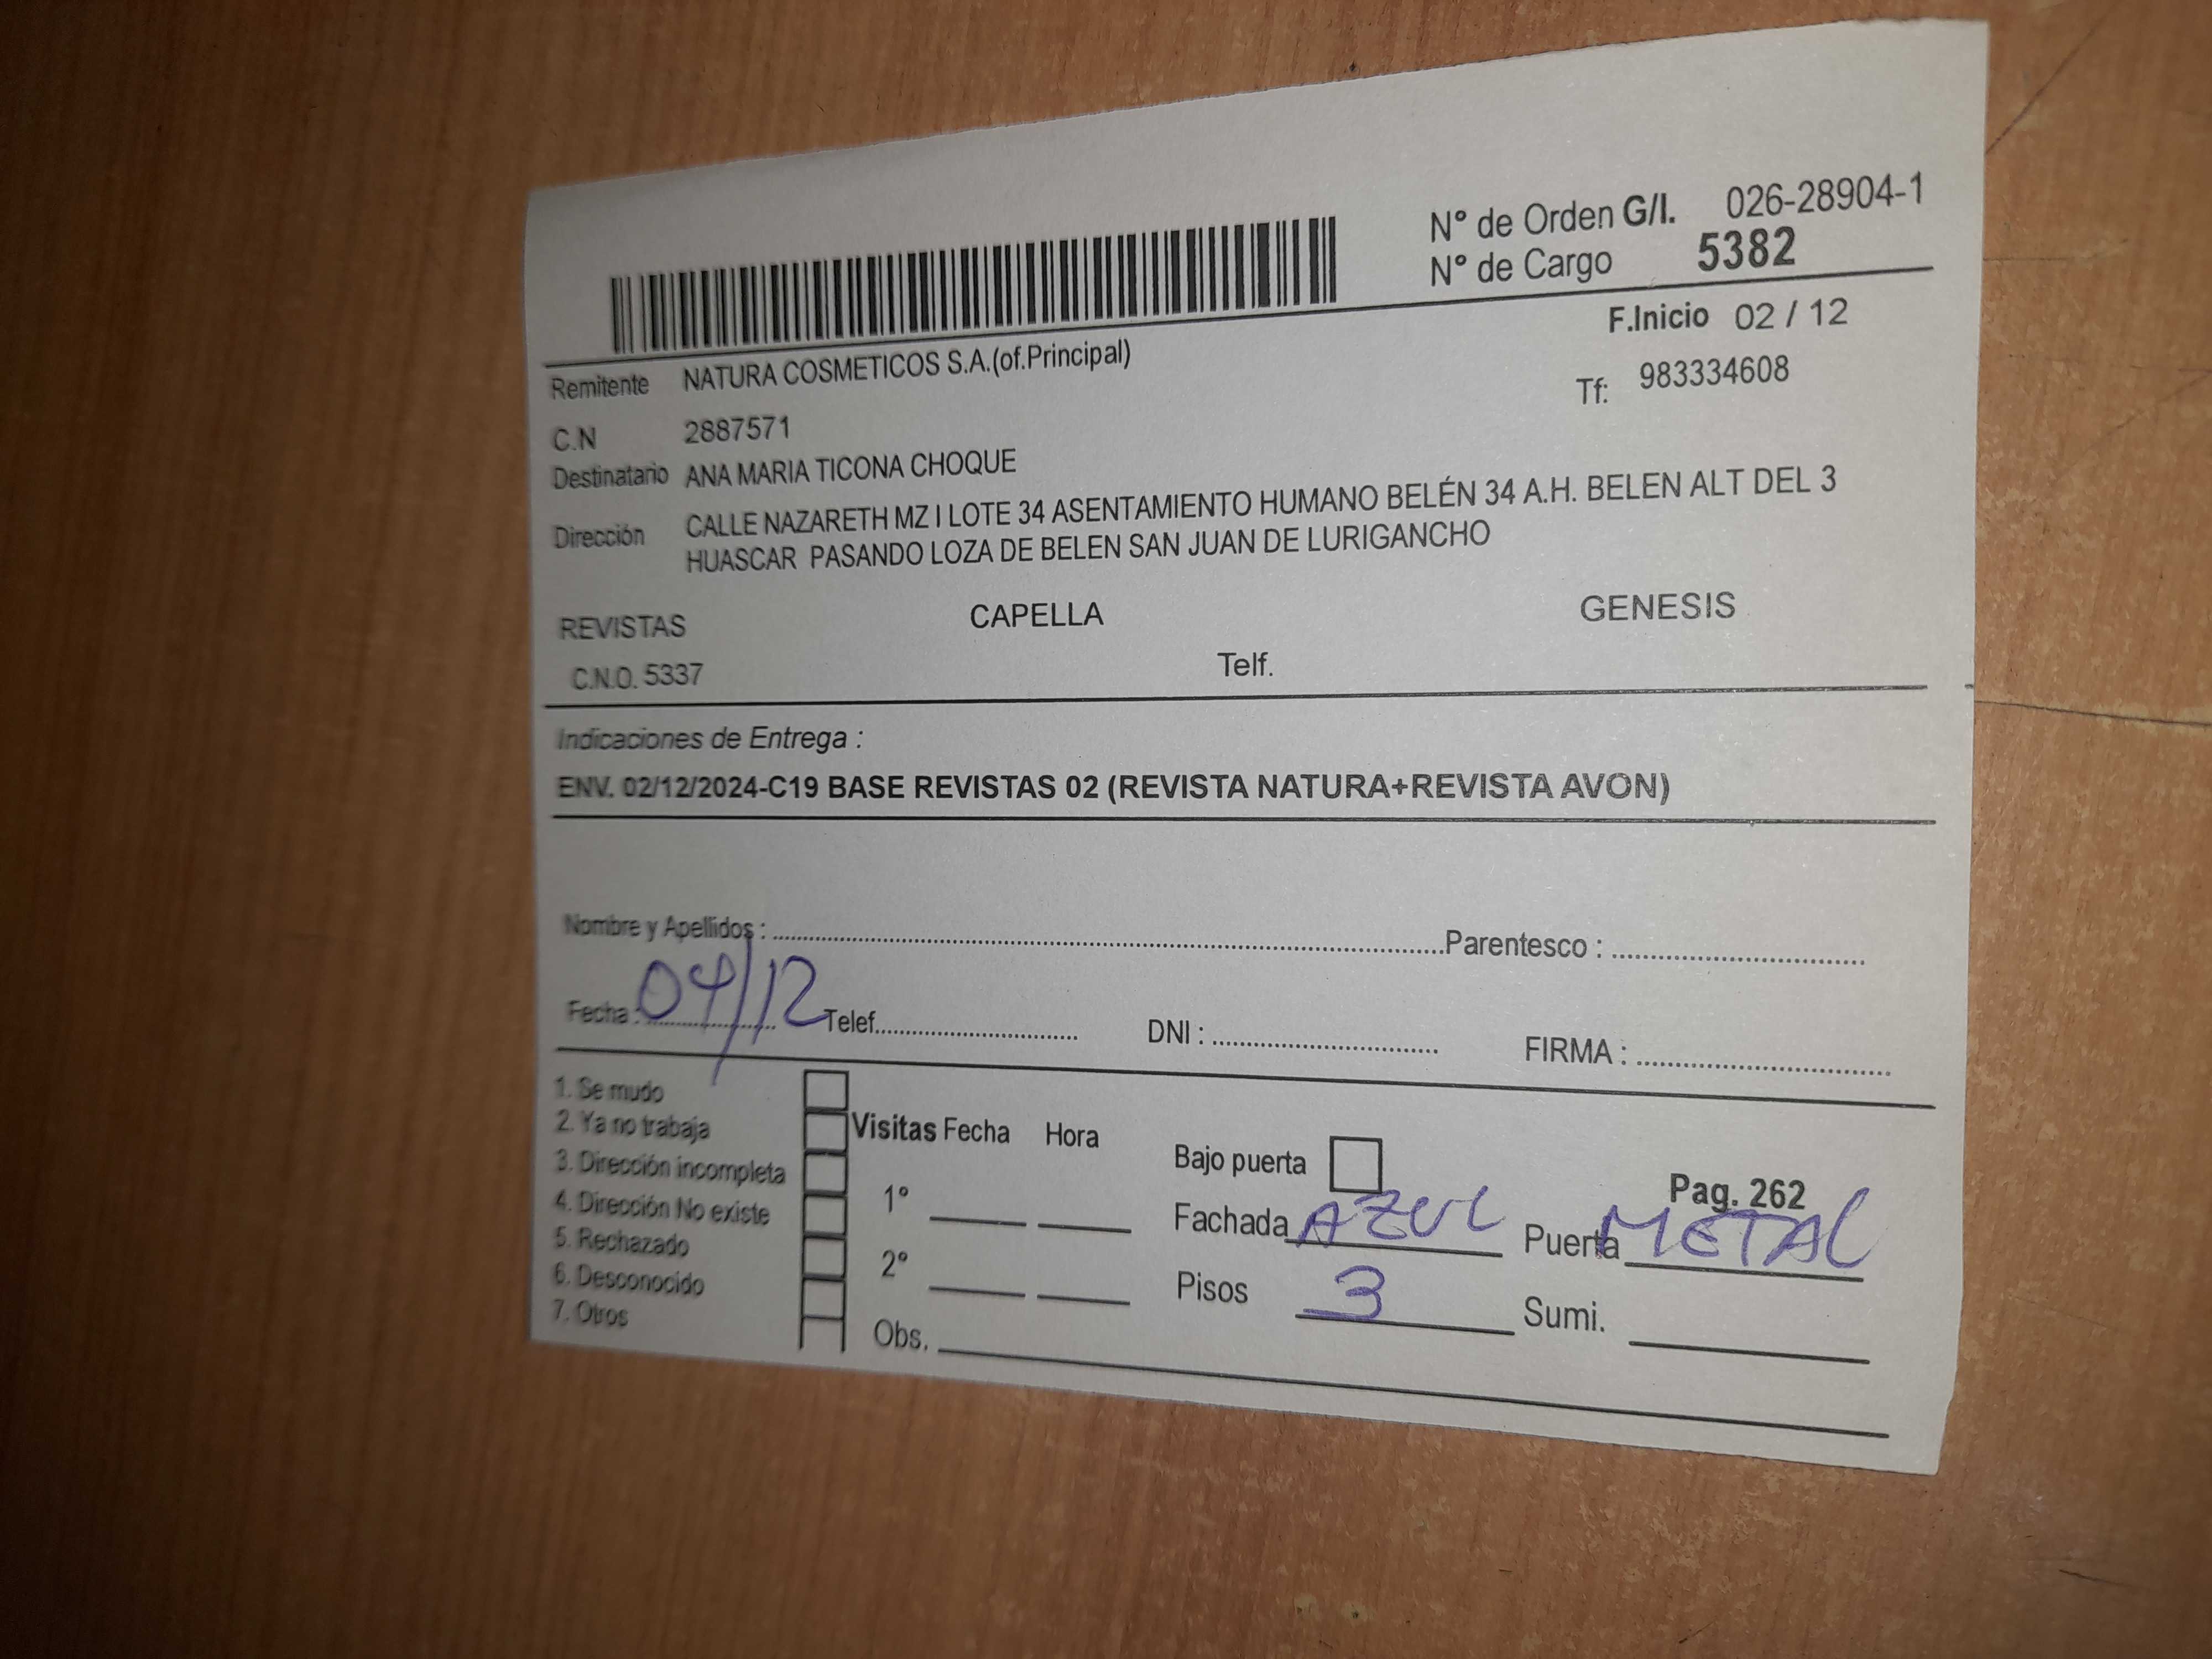 N° de Orden G/I. 026-28904-1
N° de Cargo 5382
F.Inicio 02 / 12
Remitente NATURA COSMETICOS S.A.(of.Principal)
Tf: 983334608
C.N 2887571
Destinatario ANA MARIA TICONA CHOQUE
Dirección CALLE NAZARETH MZ I LOTE 34 ASENTAMIENTO HUMANO BELÉN 34 A.H. BELEN ALT DEL 3
HUASCAR PASANDO LOZA DE BELEN SAN JUAN DE LURIGANCHO
REVISTAS CAPELLA GENESIS
C.N.O. 5337 Telf.
Indicaciones de Entrega :
ENV. 02/12/2024-C19 BASE REVISTAS 02 (REVISTA NATURA+REVISTA AVON)
Nombre y Apellidos : Parentesco :
Fecha : 04/12 Telef. DNI : FIRMA :
1. Se mudo
2. Ya no trabaja
3. Dirección incompleta
4. Dirección No existe
5. Rechazado
6. Desconocido
7. Otros
Visitas Fecha Hora
1°
2°
Obs.
Bajo puerta
Pag. 262
Fachada AZUL Puerta METAL
Pisos 3 Sumi.